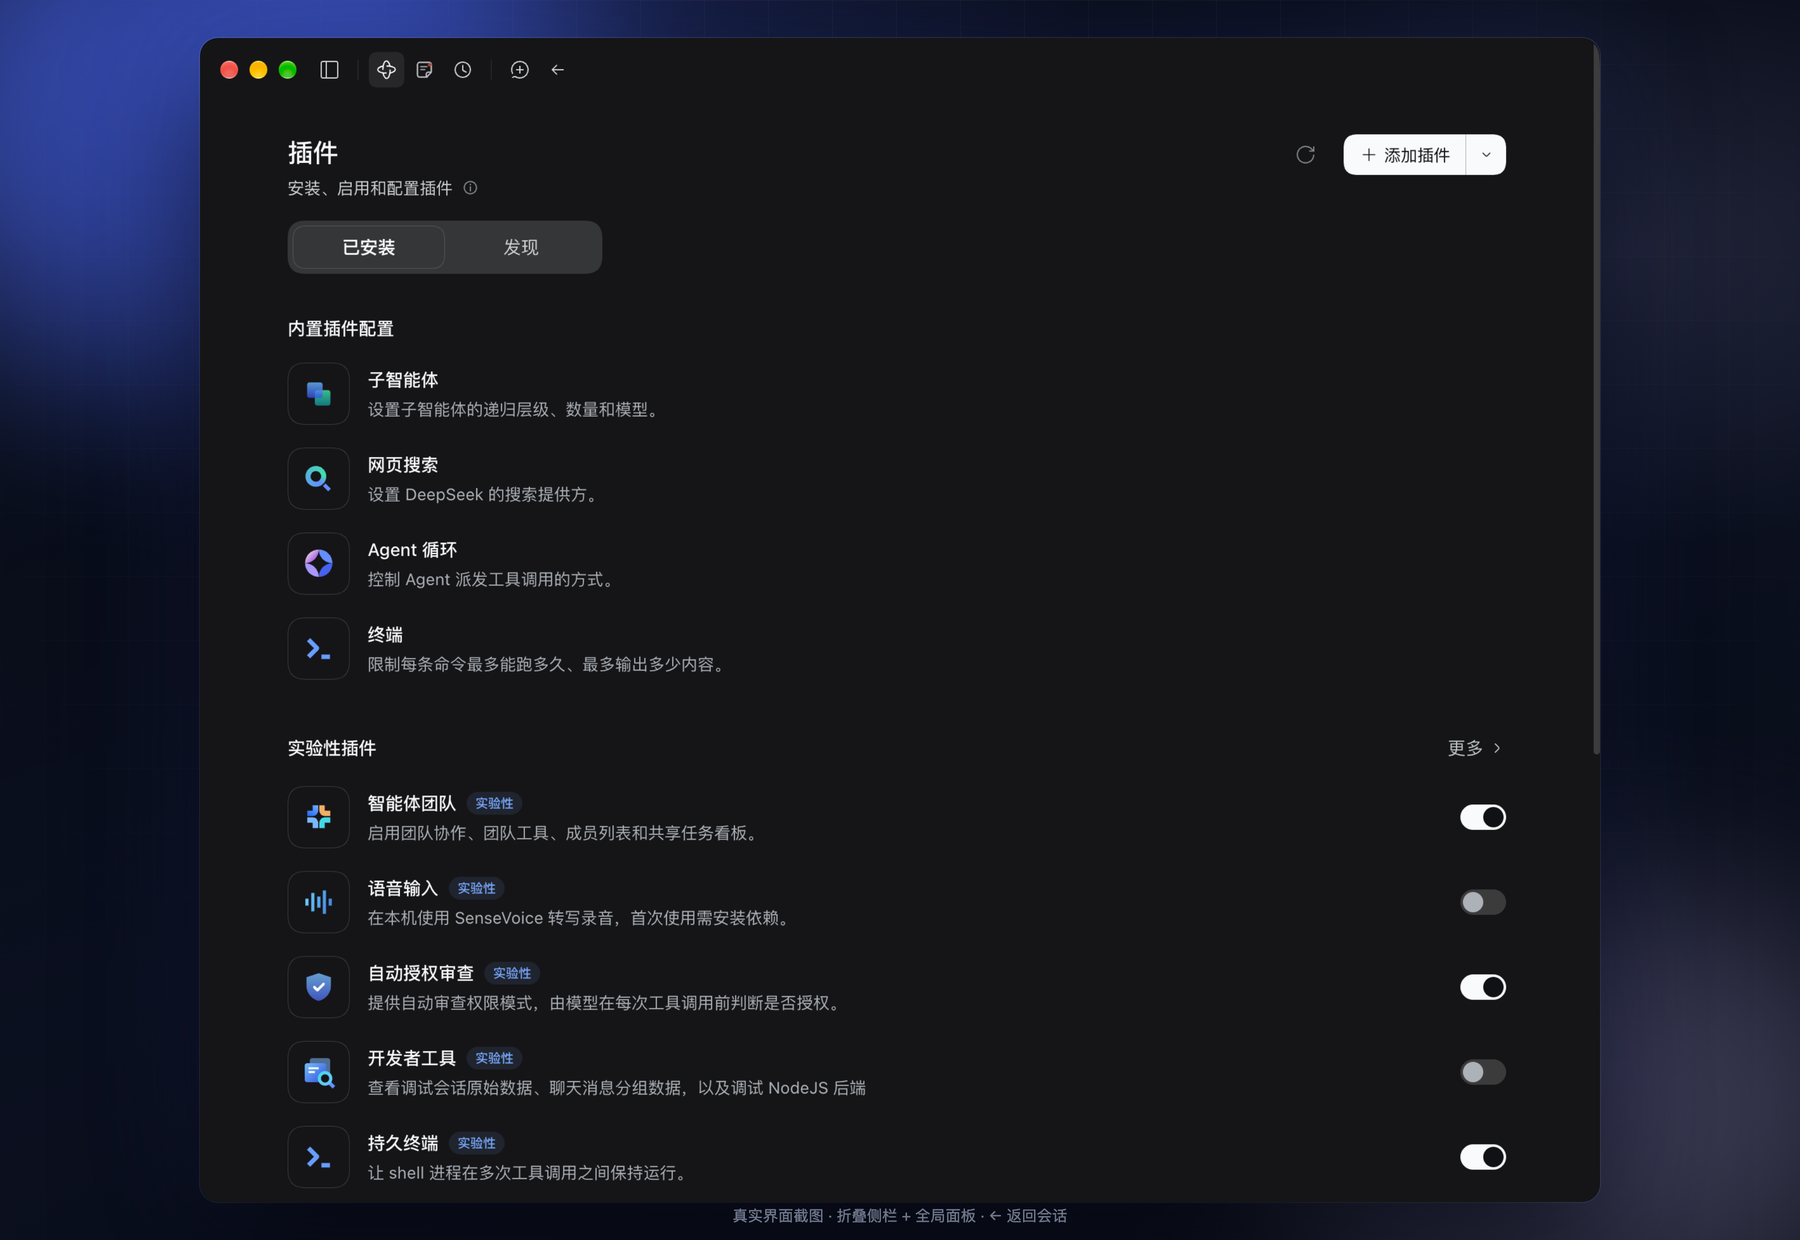 插件
添加插件
安装、启用和配置插件
已安装
发现
内置插件配置
子智能体
设置子智能体的递归层级、数量和模型。
网页搜索
设置 DeepSeek 的搜索提供方。
Agent 循环
控制 Agent 派发工具调用的方式。
终端
限制每条命令最多能跑多久、最多输出多少内容。
实验性插件
更多
智能体团队 实验性
启用团队协作、团队工具、成员列表和共享任务看板。
语音输入 实验性
在本机使用 SenseVoice 转写录音，首次使用需安装依赖。
自动授权审查 实验性
提供自动审查权限模式，由模型在每次工具调用前判断是否授权。
开发者工具 实验性
查看调试会话原始数据、聊天消息分组数据，以及调试 NodeJS 后端
持久终端 实验性
让 shell 进程在多次工具调用之间保持运行。
真实界面截图 · 折叠侧栏 + 全局面板 · ← 返回会话